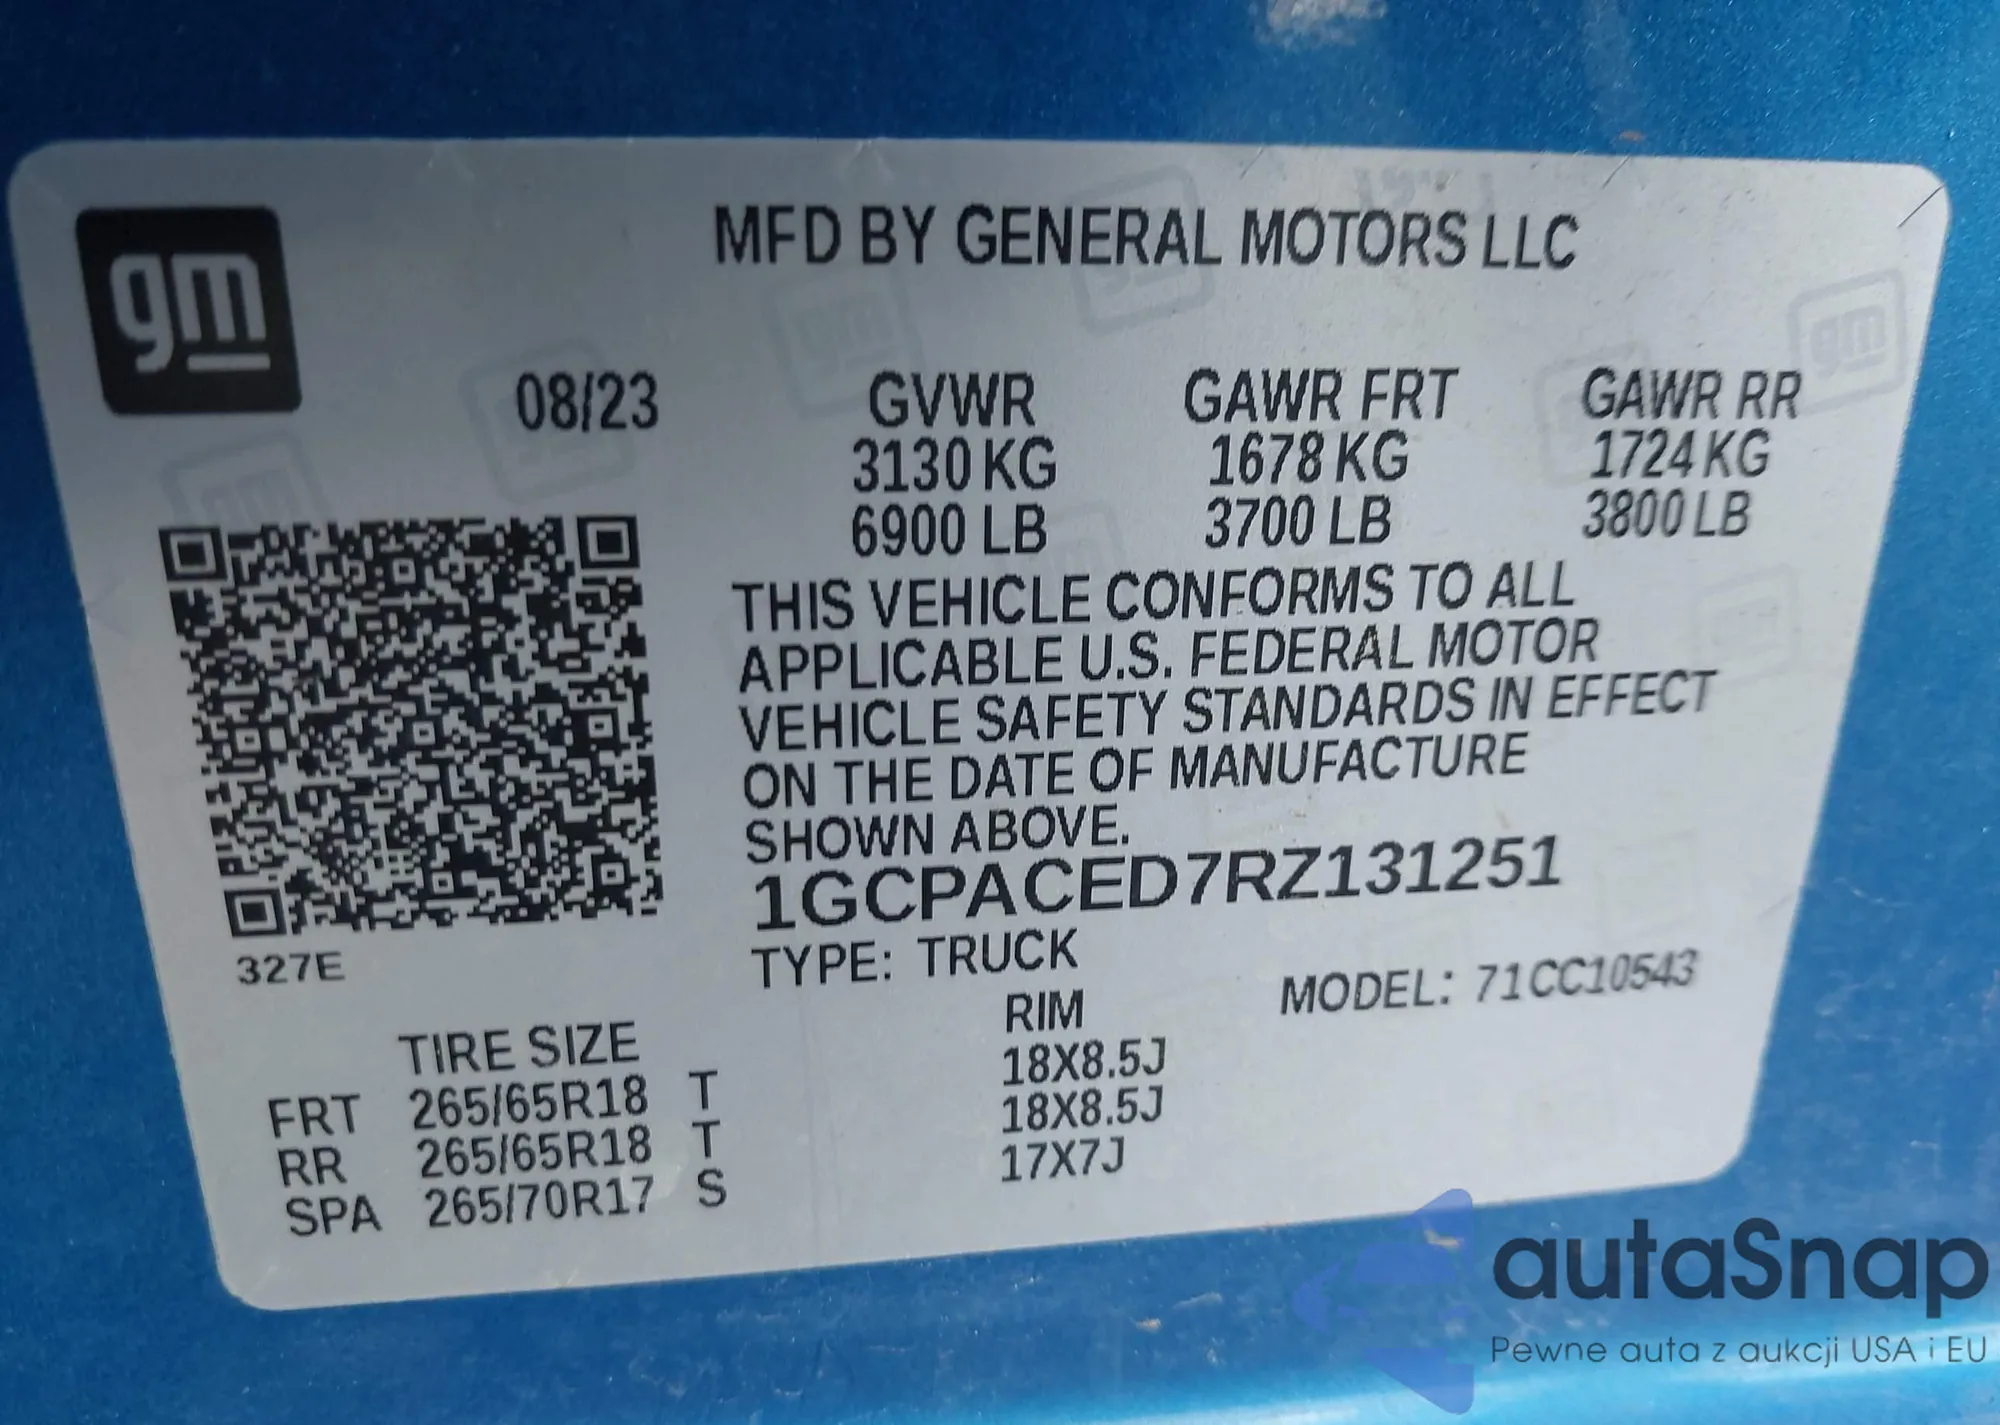 gm
MFD BY GENERAL MOTORS LLC
08/23 GVWR GAWR FRT GAWR RR
3130 KG 1678 KG 1724 KG
6900 LB 3700 LB 3800 LB
THIS VEHICLE CONFORMS TO ALL
APPLICABLE U.S. FEDERAL MOTOR
VEHICLE SAFETY STANDARDS IN EFFECT
ON THE DATE OF MANUFACTURE
SHOWN ABOVE.
1GCPACED7RZ131251
327E
TYPE: TRUCK MODEL: 71CC10543
TIRE SIZE RIM
FRT 265/65R18 T 18X8.5J
RR 265/65R18 T 18X8.5J
SPA 265/70R17 S 17X7J
autaSnap
Pewne auta z aukcji USA i EU